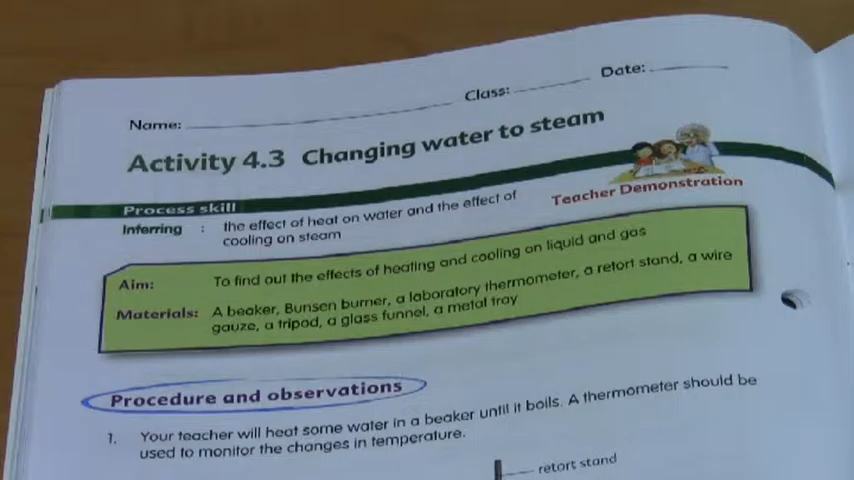 Name: Class: Date:
Activity 4.3 Changing water to steam
Teacher Demonstration
Process skill
Inferring : the effect of heat on water and the effect of
cooling on steam
Aim: To find out the effects of heating and cooling on liquid and gas
Materials: A beaker, Bunsen burner, a laboratory thermometer, a retort stand, a wire
gauze, a tripod, a glass funnel, a metal tray
Procedure and observations
1. Your teacher will heat some water in a beaker until it boils. A thermometer should be
used to monitor the changes in temperature.
retort stand